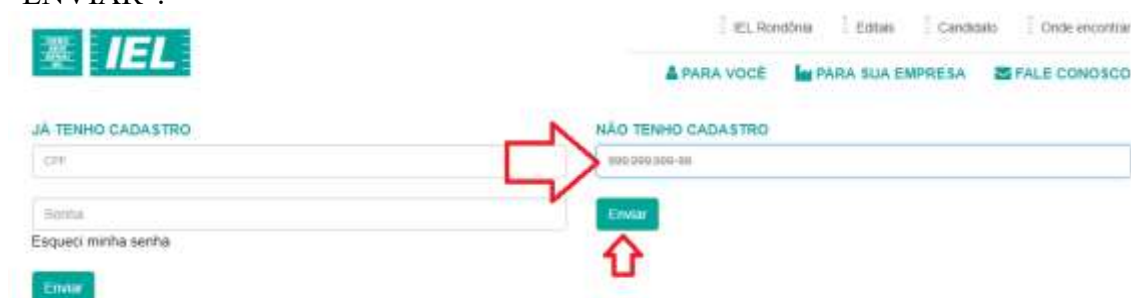 ENVIAR".
IEL
IEL Rondônia Editais Candidato Onde encontrar
PARA VOCÊ PARA SUA EMPRESA FALE CONOSCO
JÁ TENHO CADASTRO
CPF
Senha
Esqueci minha senha
Enviar
NÃO TENHO CADASTRO
999.999.999-99
Enviar